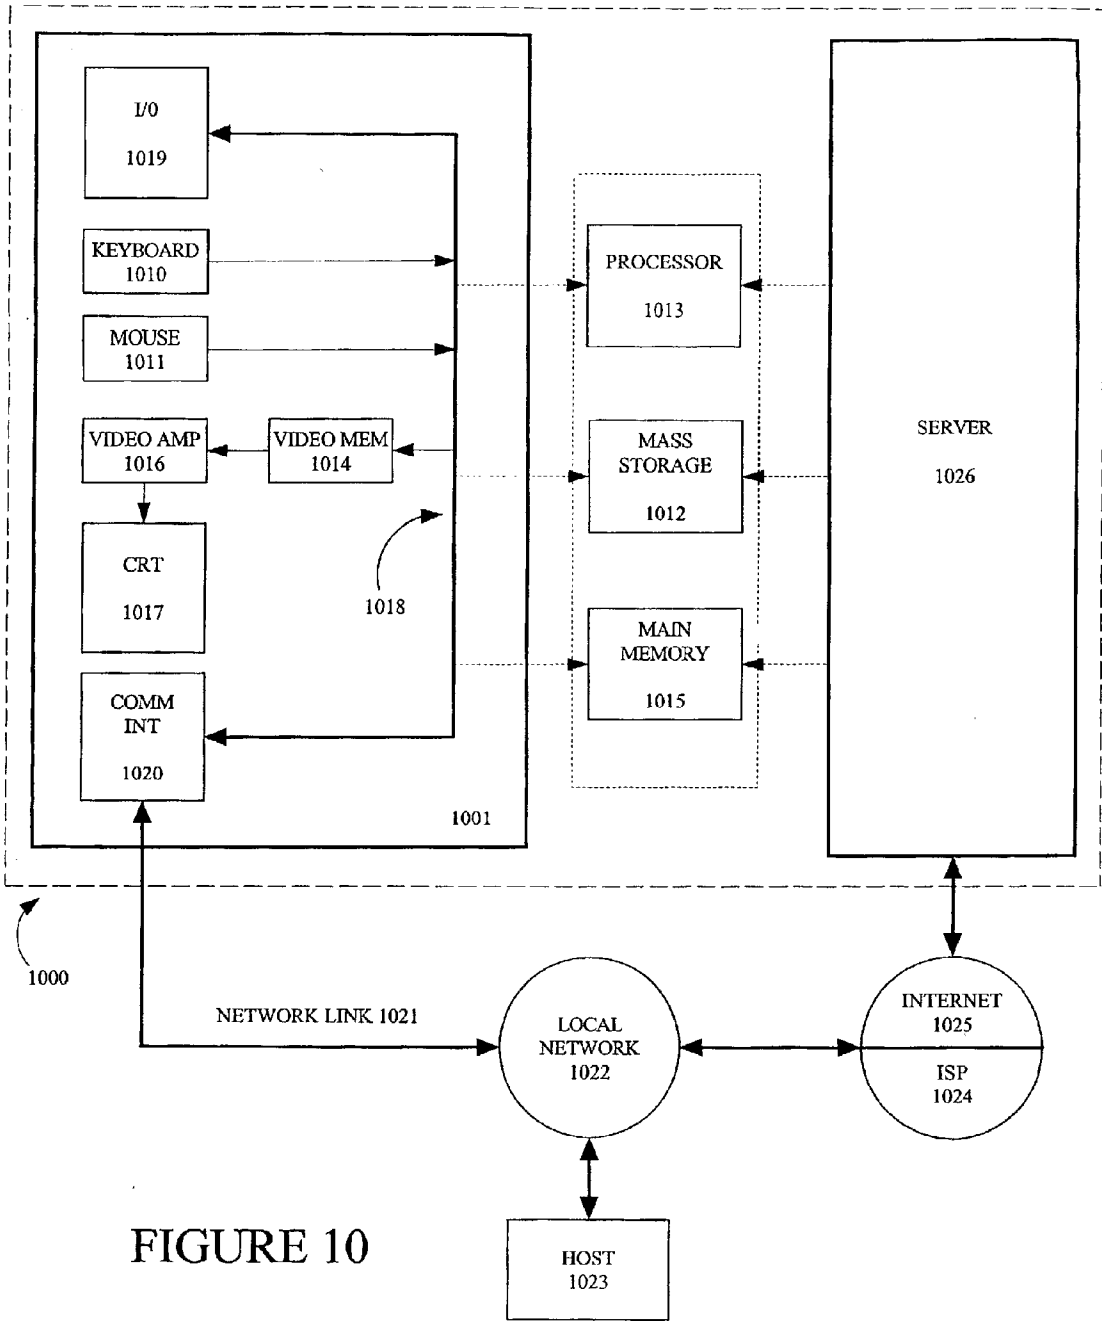 I/0
1019
KEYBOARD
1010
MOUSE
1011
VIDEO AMP
1016
VIDEO MEM
1014
CRT
1017
1018
COMM
INT
1020
1001
PROCESSOR
1013
MASS
STORAGE
1012
MAIN
MEMORY
1015
SERVER
1026
1000
NETWORK LINK 1021
LOCAL
NETWORK
1022
INTERNET
1025
ISP
1024
HOST
1023
FIGURE 10